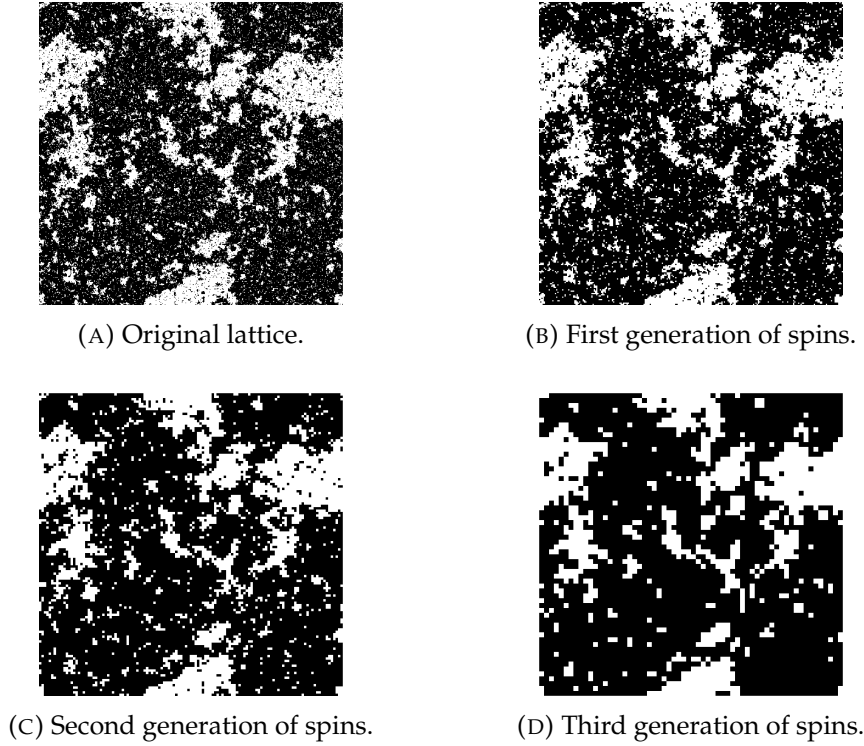 (A) Original lattice.
(B) First generation of spins.
(C) Second generation of spins.
(D) Third generation of spins.